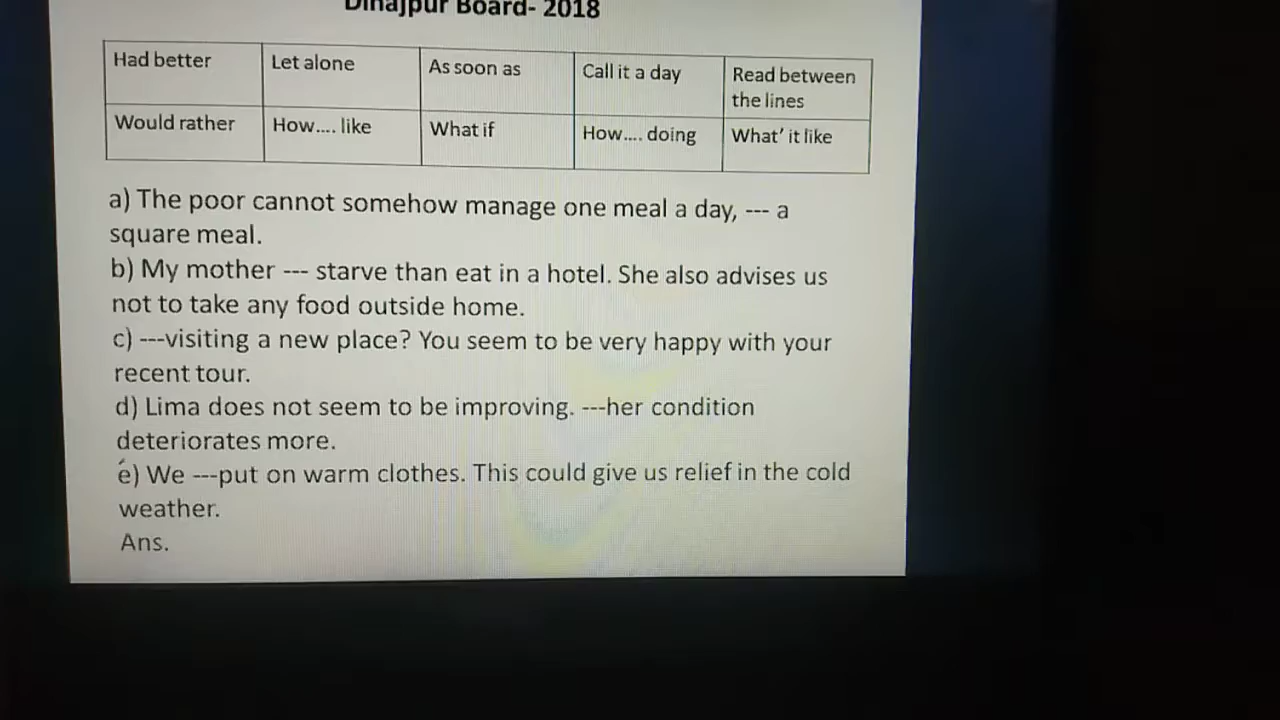 Dinajpur Board- 2018
Had better
Let alone
As soon as
Call it a day
Read between
the lines
Would rather
How.... like
What if
How.... doing
What' it like
a) The poor cannot somehow manage one meal a day, --- a
square meal.
b) My mother --- starve than eat in a hotel. She also advises us
not to take any food outside home.
c) ---visiting a new place? You seem to be very happy with your
recent tour.
d) Lima does not seem to be improving. ---her condition
deteriorates more.
e) We ---put on warm clothes. This could give us relief in the cold
weather.
Ans.